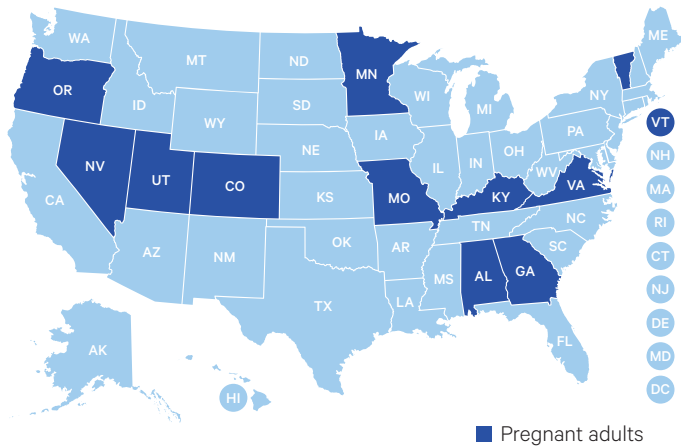 WA
MT
ND
MN
ME
OR
ID
WY
SD
WI
MI
NY
VT
NV
UT
CO
NE
IA
IL
IN
OH
PA
NH
CA
KS
MO
KY
WV
VA
MA
AZ
NM
OK
AR
TN
NC
RI
TX
LA
MS
AL
GA
SC
CT
FL
NJ
AK
HI
DE
MD
DC
Pregnant adults